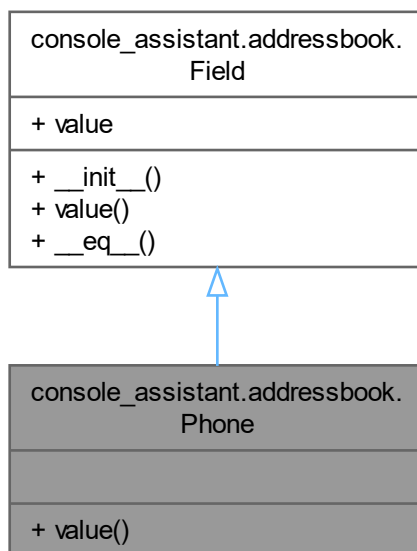 console_assistant.addressbook.
Field
+ value
+ __init__()
+ value()
+ __eq__()
console_assistant.addressbook.
Phone
+ value()